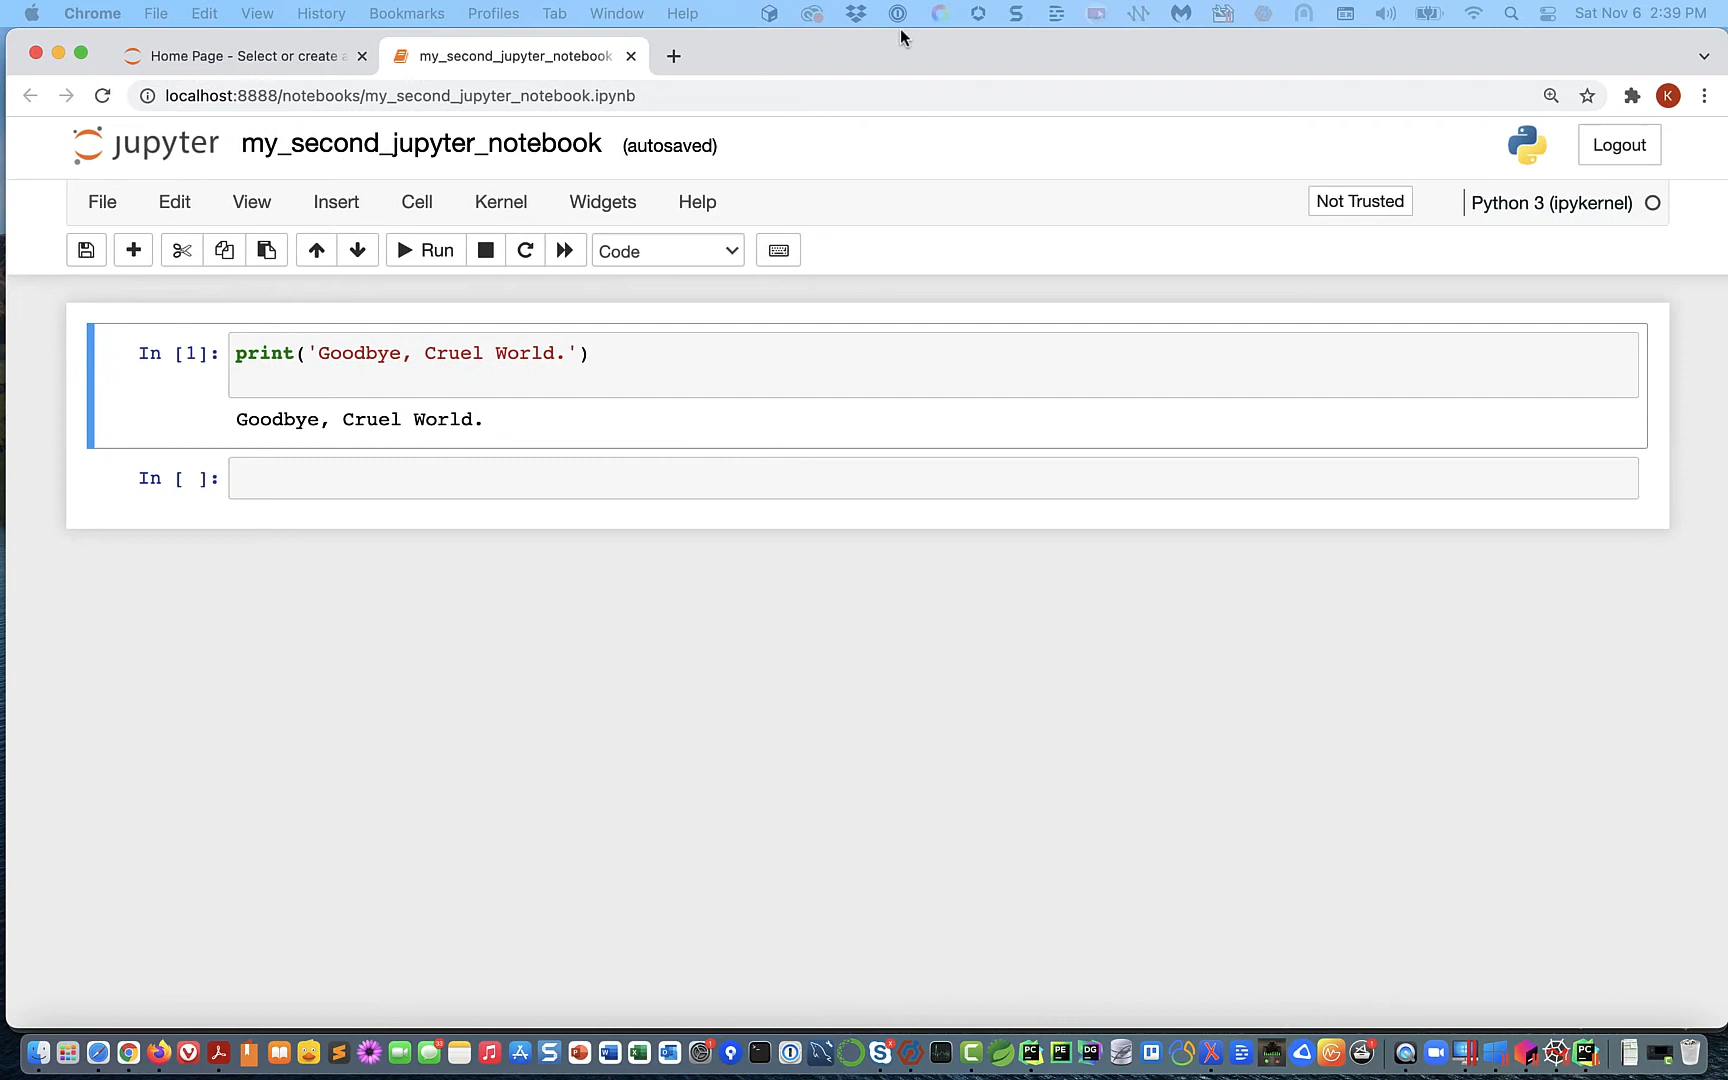 Chrome File Edit View History Bookmarks Profiles Tab Window Help Sat Nov 6 2:39 PM
Home Page - Select or create a my_second_jupyter_notebook
localhost:8888/notebooks/my_second_jupyter_notebook.ipynb K
jupyter my_second_jupyter_notebook (autosaved) Logout
File Edit View Insert Cell Kernel Widgets Help Not Trusted Python 3 (ipykernel)
Run Code
In [1]: print('Goodbye, Cruel World.')
Goodbye, Cruel World.
In [ ]: